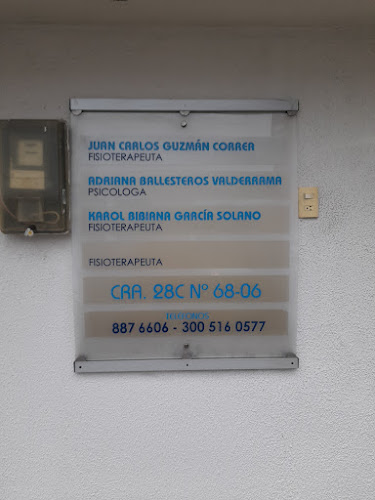 JUAN CARLOS GUZMÁN CORREA
FISIOTERAPEUTA
ADRIANA BALLESTEROS VALDERRAMA
PSICOLOGA
KAROL BIBIANA GARCÍA SOLANO
FISIOTERAPEUTA
FISIOTERAPEUTA
CRA. 28C Nº 68-06
TELEFONOS
887 6606 - 300 516 0577